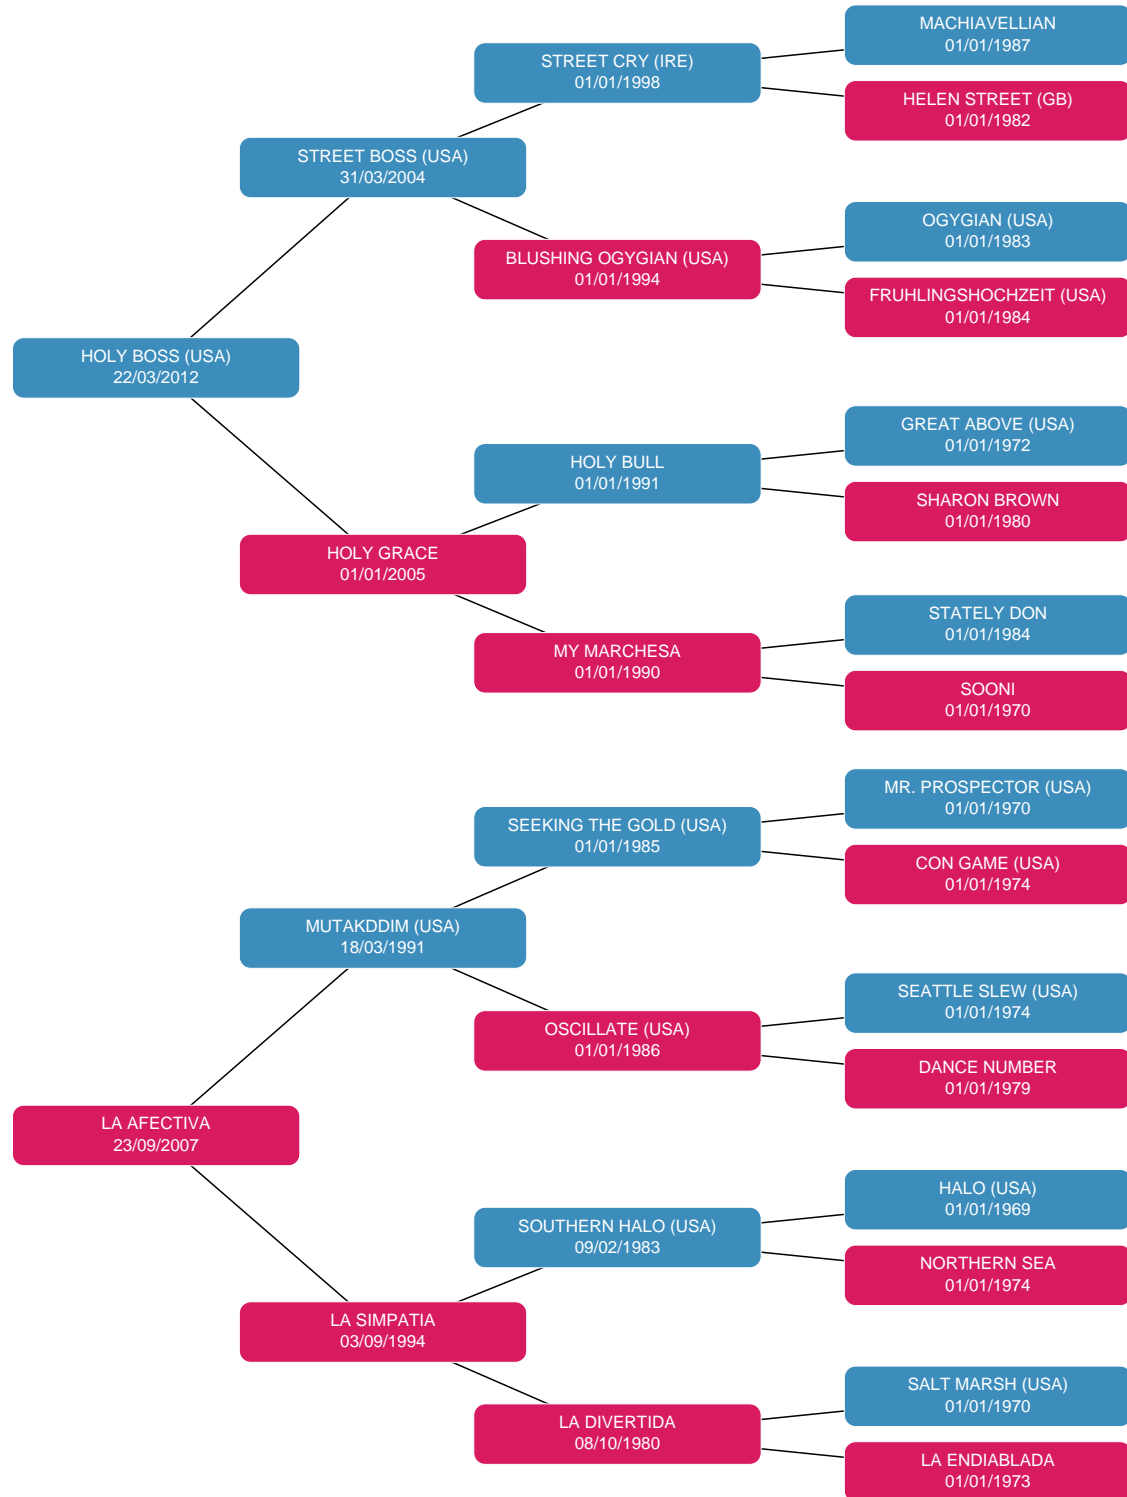 MACHIAVELLIAN
01/01/1987
STREET CRY (IRE)
01/01/1998
HELEN STREET (GB)
01/01/1982
STREET BOSS (USA)
31/03/2004
OGYGIAN (USA)
01/01/1983
BLUSHING OGYGIAN (USA)
01/01/1994
FRUHLINGSHOCHZEIT (USA)
01/01/1984
HOLY BOSS (USA)
22/03/2012
GREAT ABOVE (USA)
01/01/1972
HOLY BULL
01/01/1991
SHARON BROWN
01/01/1980
HOLY GRACE
01/01/2005
STATELY DON
01/01/1984
MY MARCHESA
01/01/1990
SOONI
01/01/1970
MR. PROSPECTOR (USA)
01/01/1970
SEEKING THE GOLD (USA)
01/01/1985
CON GAME (USA)
01/01/1974
MUTAKDDIM (USA)
18/03/1991
SEATTLE SLEW (USA)
01/01/1974
OSCILLATE (USA)
01/01/1986
DANCE NUMBER
01/01/1979
LA AFECTIVA
23/09/2007
HALO (USA)
01/01/1969
SOUTHERN HALO (USA)
09/02/1983
NORTHERN SEA
01/01/1974
LA SIMPATIA
03/09/1994
SALT MARSH (USA)
01/01/1970
LA DIVERTIDA
08/10/1980
LA ENDIABLADA
01/01/1973